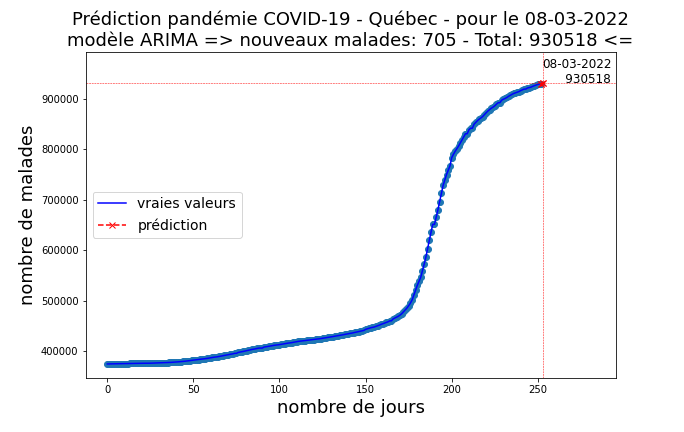 Prédiction pandémie COVID-19 - Québec - pour le 08-03-2022
modèle ARIMA => nouveaux malades: 705 - Total: 930518 <=
08-03-2022
930518
900000
800000
700000
600000
500000
400000
nombre de malades
vraies valeurs
prédiction
0 50 100 150 200 250
nombre de jours